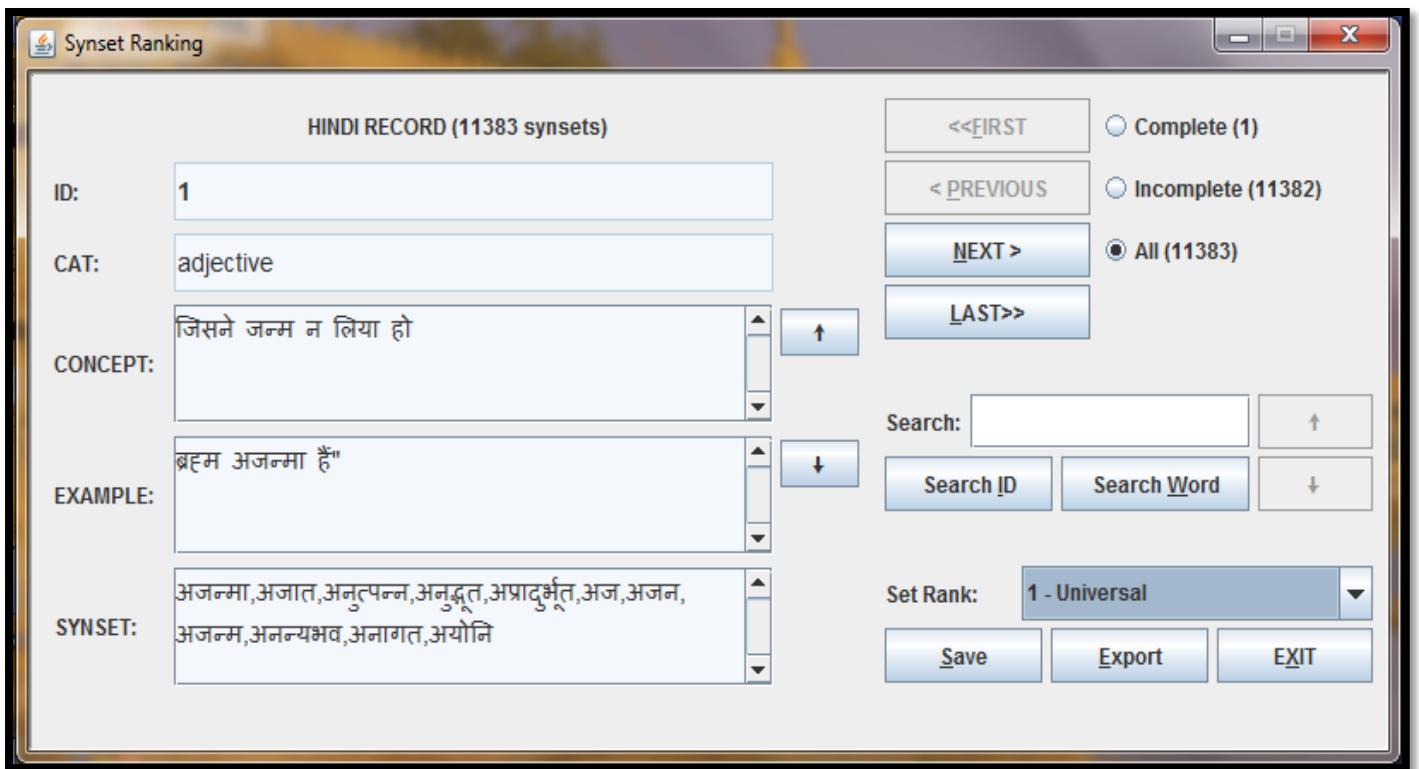 Synset Ranking
HINDI RECORD (11383 synsets)
ID:
1
CAT:
adjective
CONCEPT:
जिसने जन्म न लिया हो
EXAMPLE:
ब्रह्म अजन्मा हैं"
SYNSET:
अजन्मा,अजात,अनुत्पन्न,अनुद्भूत,अप्रादुर्भूत,अज,अजन,
अजन्म,अनन्यभव,अनागत,अयोनि
<<FIRST
Complete (1)
< PREVIOUS
Incomplete (11382)
NEXT >
All (11383)
LAST>>
Search:
Search ID
Search Word
Set Rank:
1 - Universal
Save
Export
EXIT